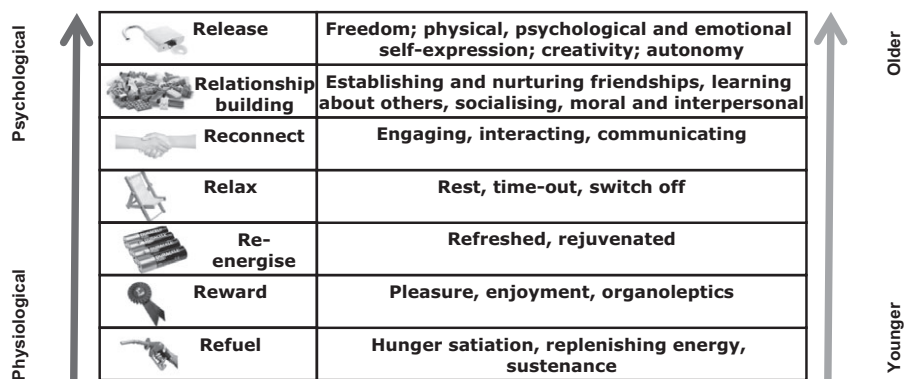 Psychological
Physiological
Release
Freedom; physical, psychological and emotional
self-expression; creativity; autonomy
Relationship
building
Establishing and nurturing friendships, learning
about others, socialising, moral and interpersonal
Reconnect
Engaging, interacting, communicating
Relax
Rest, time-out, switch off
Re-
energise
Refreshed, rejuvenated
Reward
Pleasure, enjoyment, organoleptics
Refuel
Hunger satiation, replenishing energy,
sustenance
Older
Younger